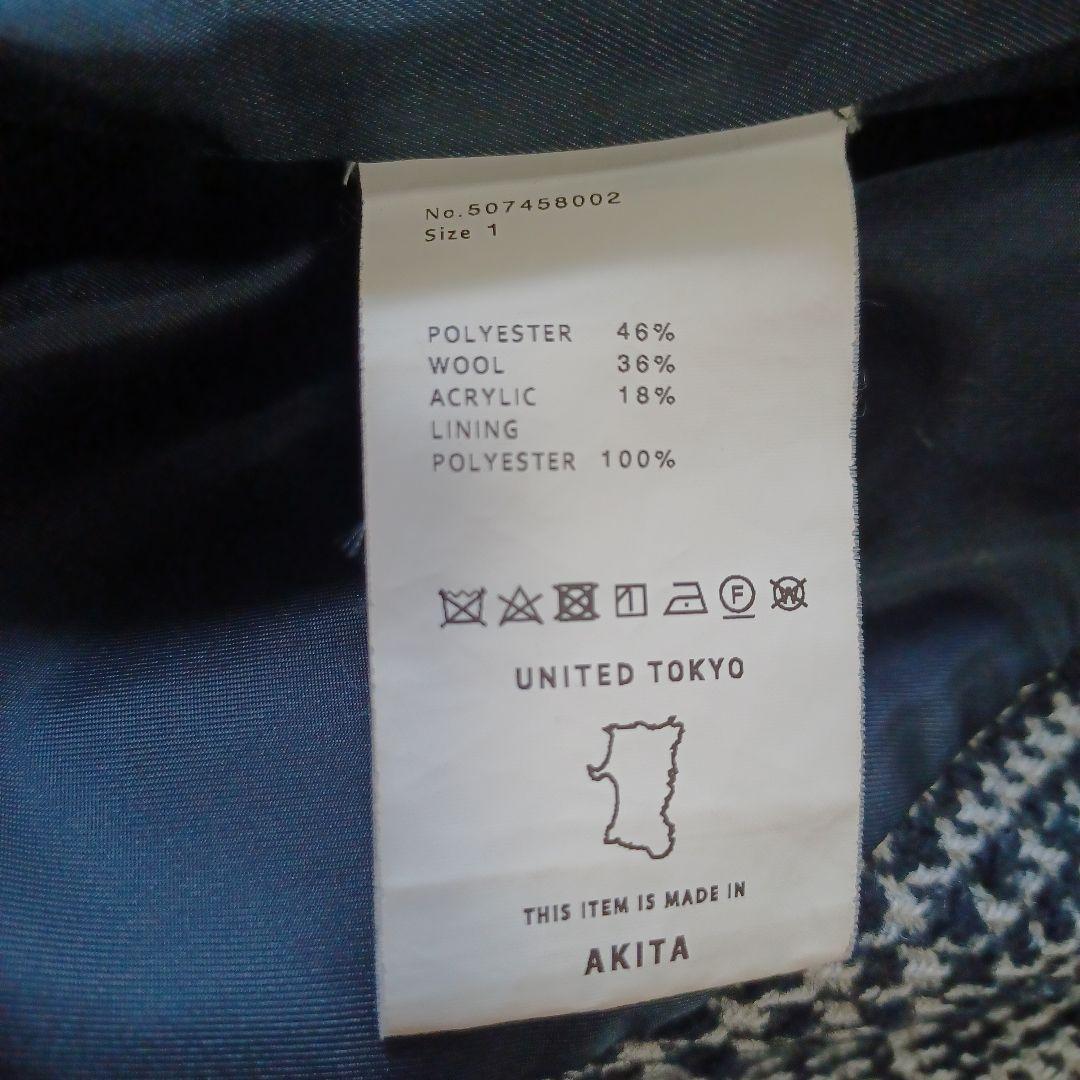 No.507458002
Size 1
POLYESTER 46%
WOOL 36%
ACRYLIC 18%
LINING
POLYESTER 100%
F W
UNITED TOKYO
THIS ITEM IS MADE IN
AKITA